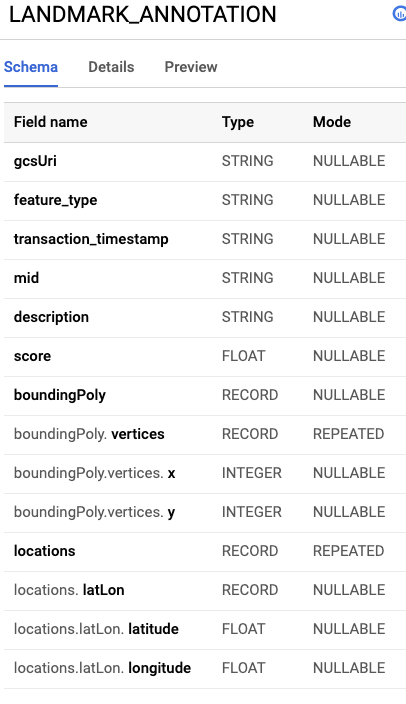 LANDMARK_ANNOTATION
Schema Details Preview
Field name Type Mode
gcsUri STRING NULLABLE
feature_type STRING NULLABLE
transaction_timestamp STRING NULLABLE
mid STRING NULLABLE
description STRING NULLABLE
score FLOAT NULLABLE
boundingPoly RECORD NULLABLE
boundingPoly. vertices RECORD REPEATED
boundingPoly.vertices. x INTEGER NULLABLE
boundingPoly.vertices. y INTEGER NULLABLE
locations RECORD REPEATED
locations. latLon RECORD NULLABLE
locations.latLon. latitude FLOAT NULLABLE
locations.latLon. longitude FLOAT NULLABLE